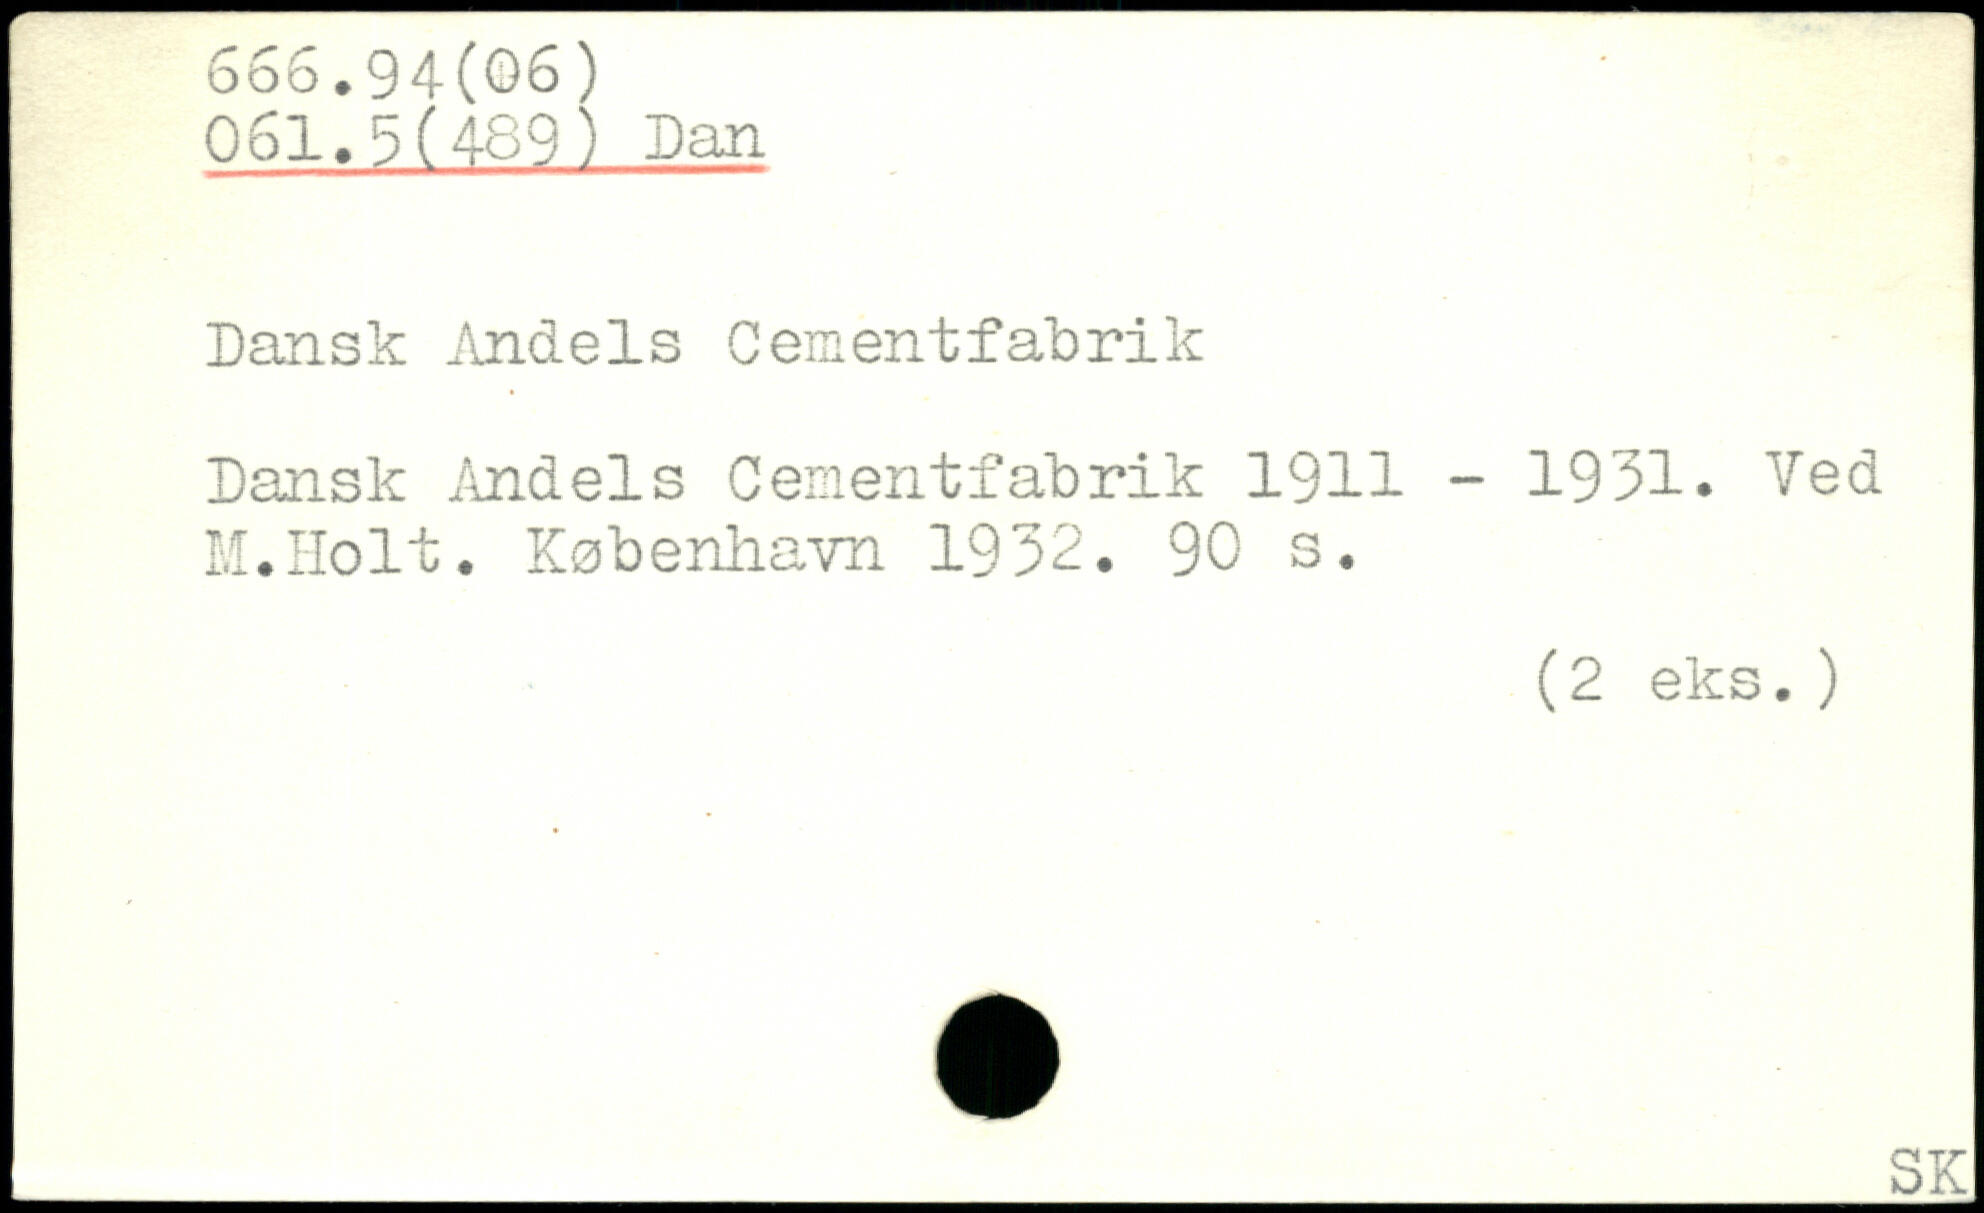 666.94(06)
061.5(489) Dan
Dansk Andels Cementfabrik
Dansk Andels Cementfabrik 1911 - 1931. Ved
M.Holt. København 1932. 90 s.
(2 eks.)
SK